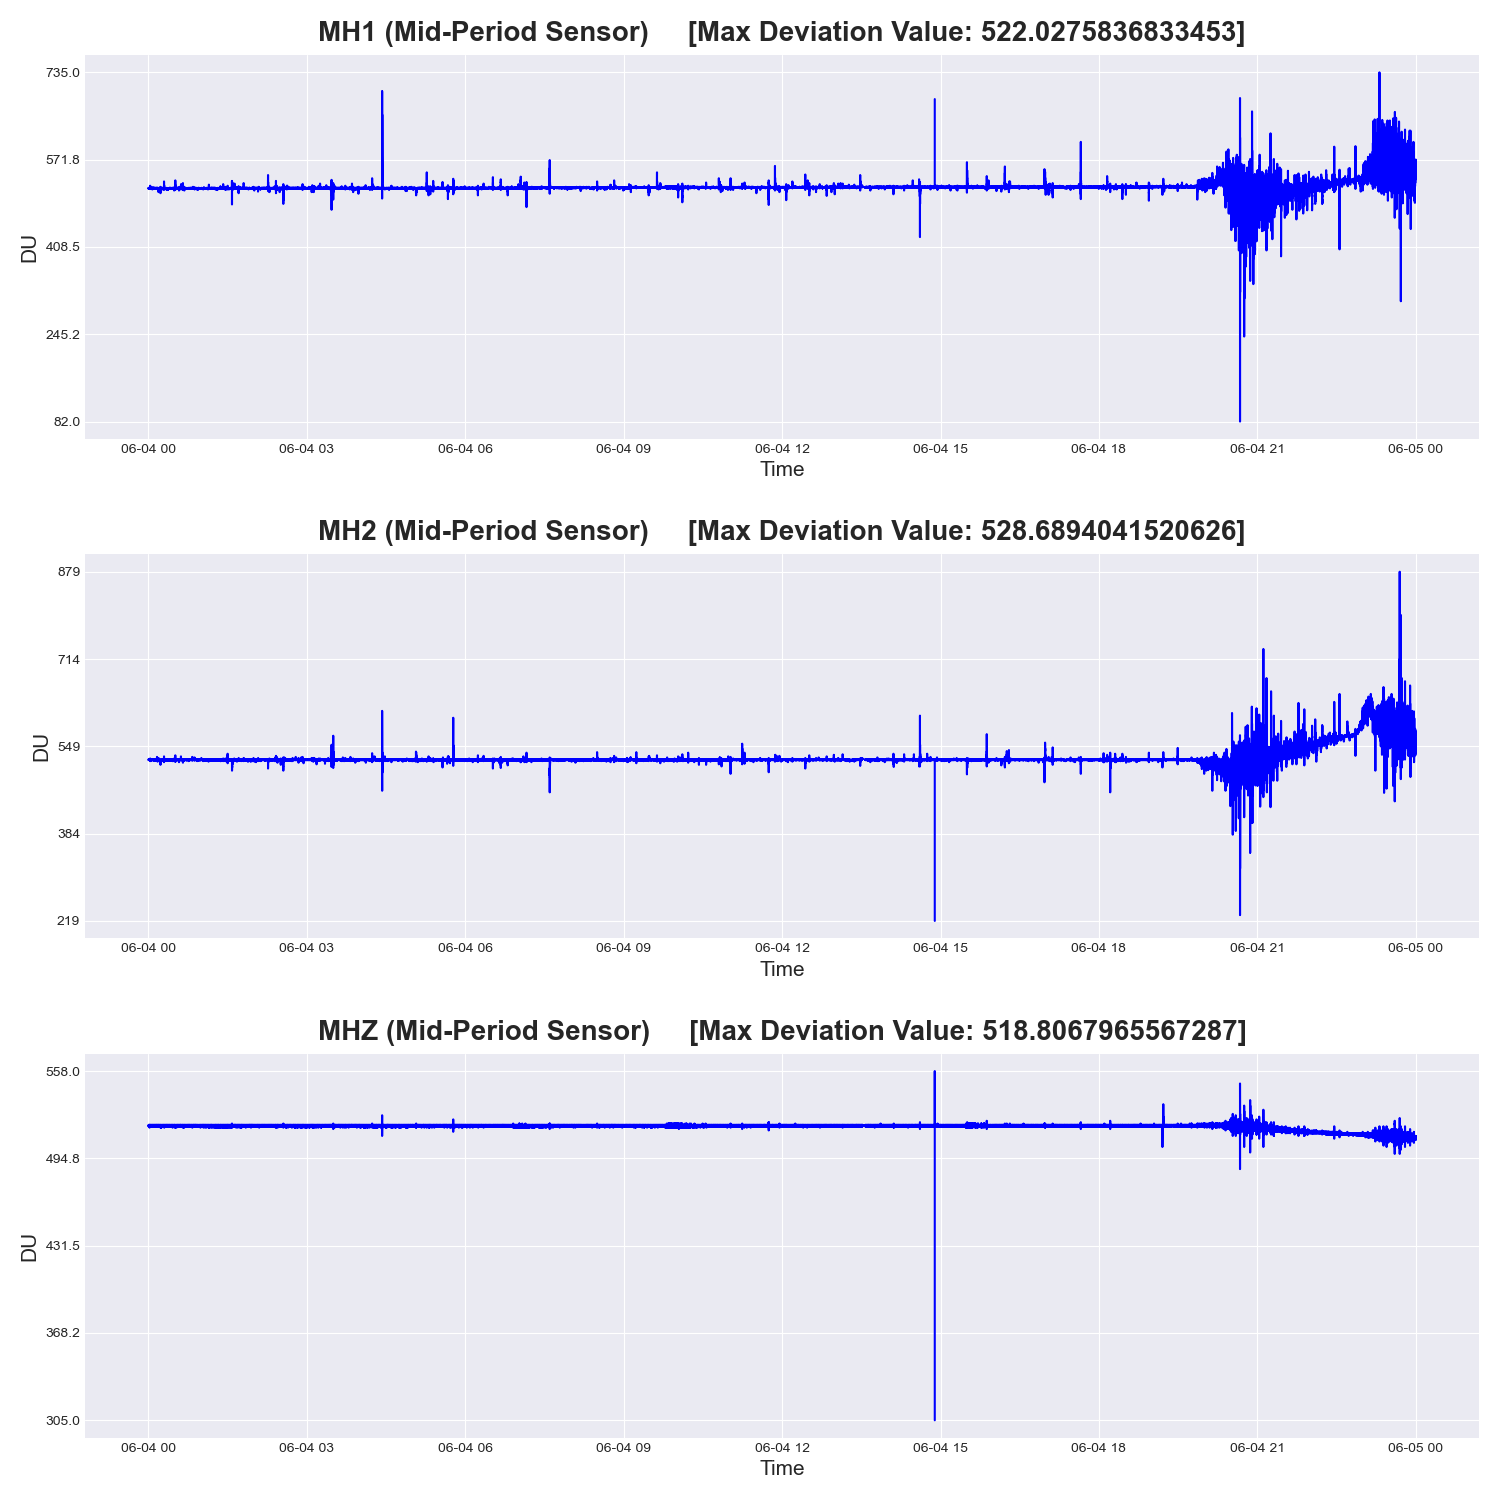 MH1 (Mid-Period Sensor) [Max Deviation Value: 522.0275836833453]
735.0
571.8
408.5
245.2
82.0
DU
06-04 00 06-04 03 06-04 06 06-04 09 06-04 12 06-04 15 06-04 18 06-04 21 06-05 00
Time
MH2 (Mid-Period Sensor) [Max Deviation Value: 528.6894041520626]
879
714
549
384
219
DU
06-04 00 06-04 03 06-04 06 06-04 09 06-04 12 06-04 15 06-04 18 06-04 21 06-05 00
Time
MHZ (Mid-Period Sensor) [Max Deviation Value: 518.8067965567287]
558.0
494.8
431.5
368.2
305.0
DU
06-04 00 06-04 03 06-04 06 06-04 09 06-04 12 06-04 15 06-04 18 06-04 21 06-05 00
Time